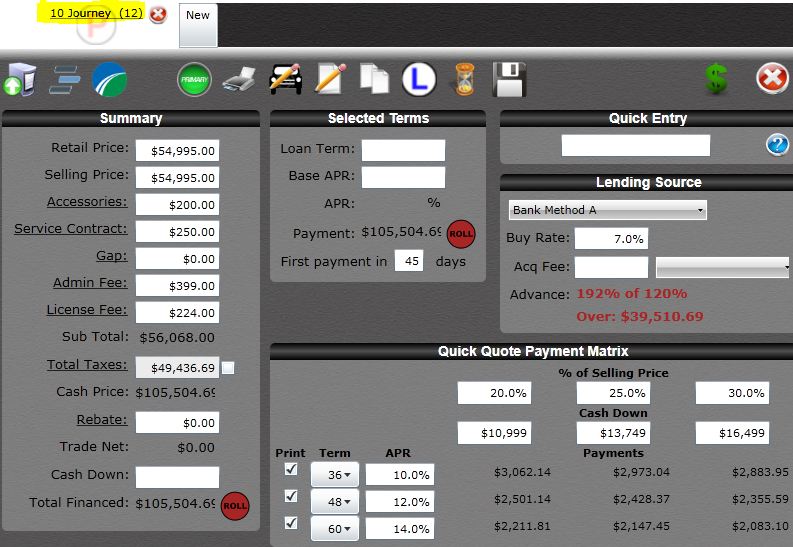 10 Journey (12)
New
P
PRIMARY
L
$
Summary
Retail Price: $54,995.00
Selling Price: $54,995.00
Accessories: $200.00
Service Contract: $250.00
Gap: $0.00
Admin Fee: $399.00
License Fee: $224.00
Sub Total: $56,068.00
Total Taxes: $49,436.69
Cash Price: $105,504.69
Rebate: $0.00
Trade Net: $0.00
Cash Down:
Total Financed: $105,504.69 ROLL
Selected Terms
Loan Term:
Base APR:
APR: %
Payment: $105,504.69 ROLL
First payment in 45 days
Quick Entry
?
Lending Source
Bank Method A
Buy Rate: 7.0%
Acq Fee:
Advance: 192% of 120%
Over: $39,510.69
Quick Quote Payment Matrix
% of Selling Price
20.0% 25.0% 30.0%
Cash Down
$10,999 $13,749 $16,499
Print Term APR Payments
36 10.0% $3,062.14 $2,973.04 $2,883.95
48 12.0% $2,501.14 $2,428.37 $2,355.59
60 14.0% $2,211.81 $2,147.45 $2,083.10